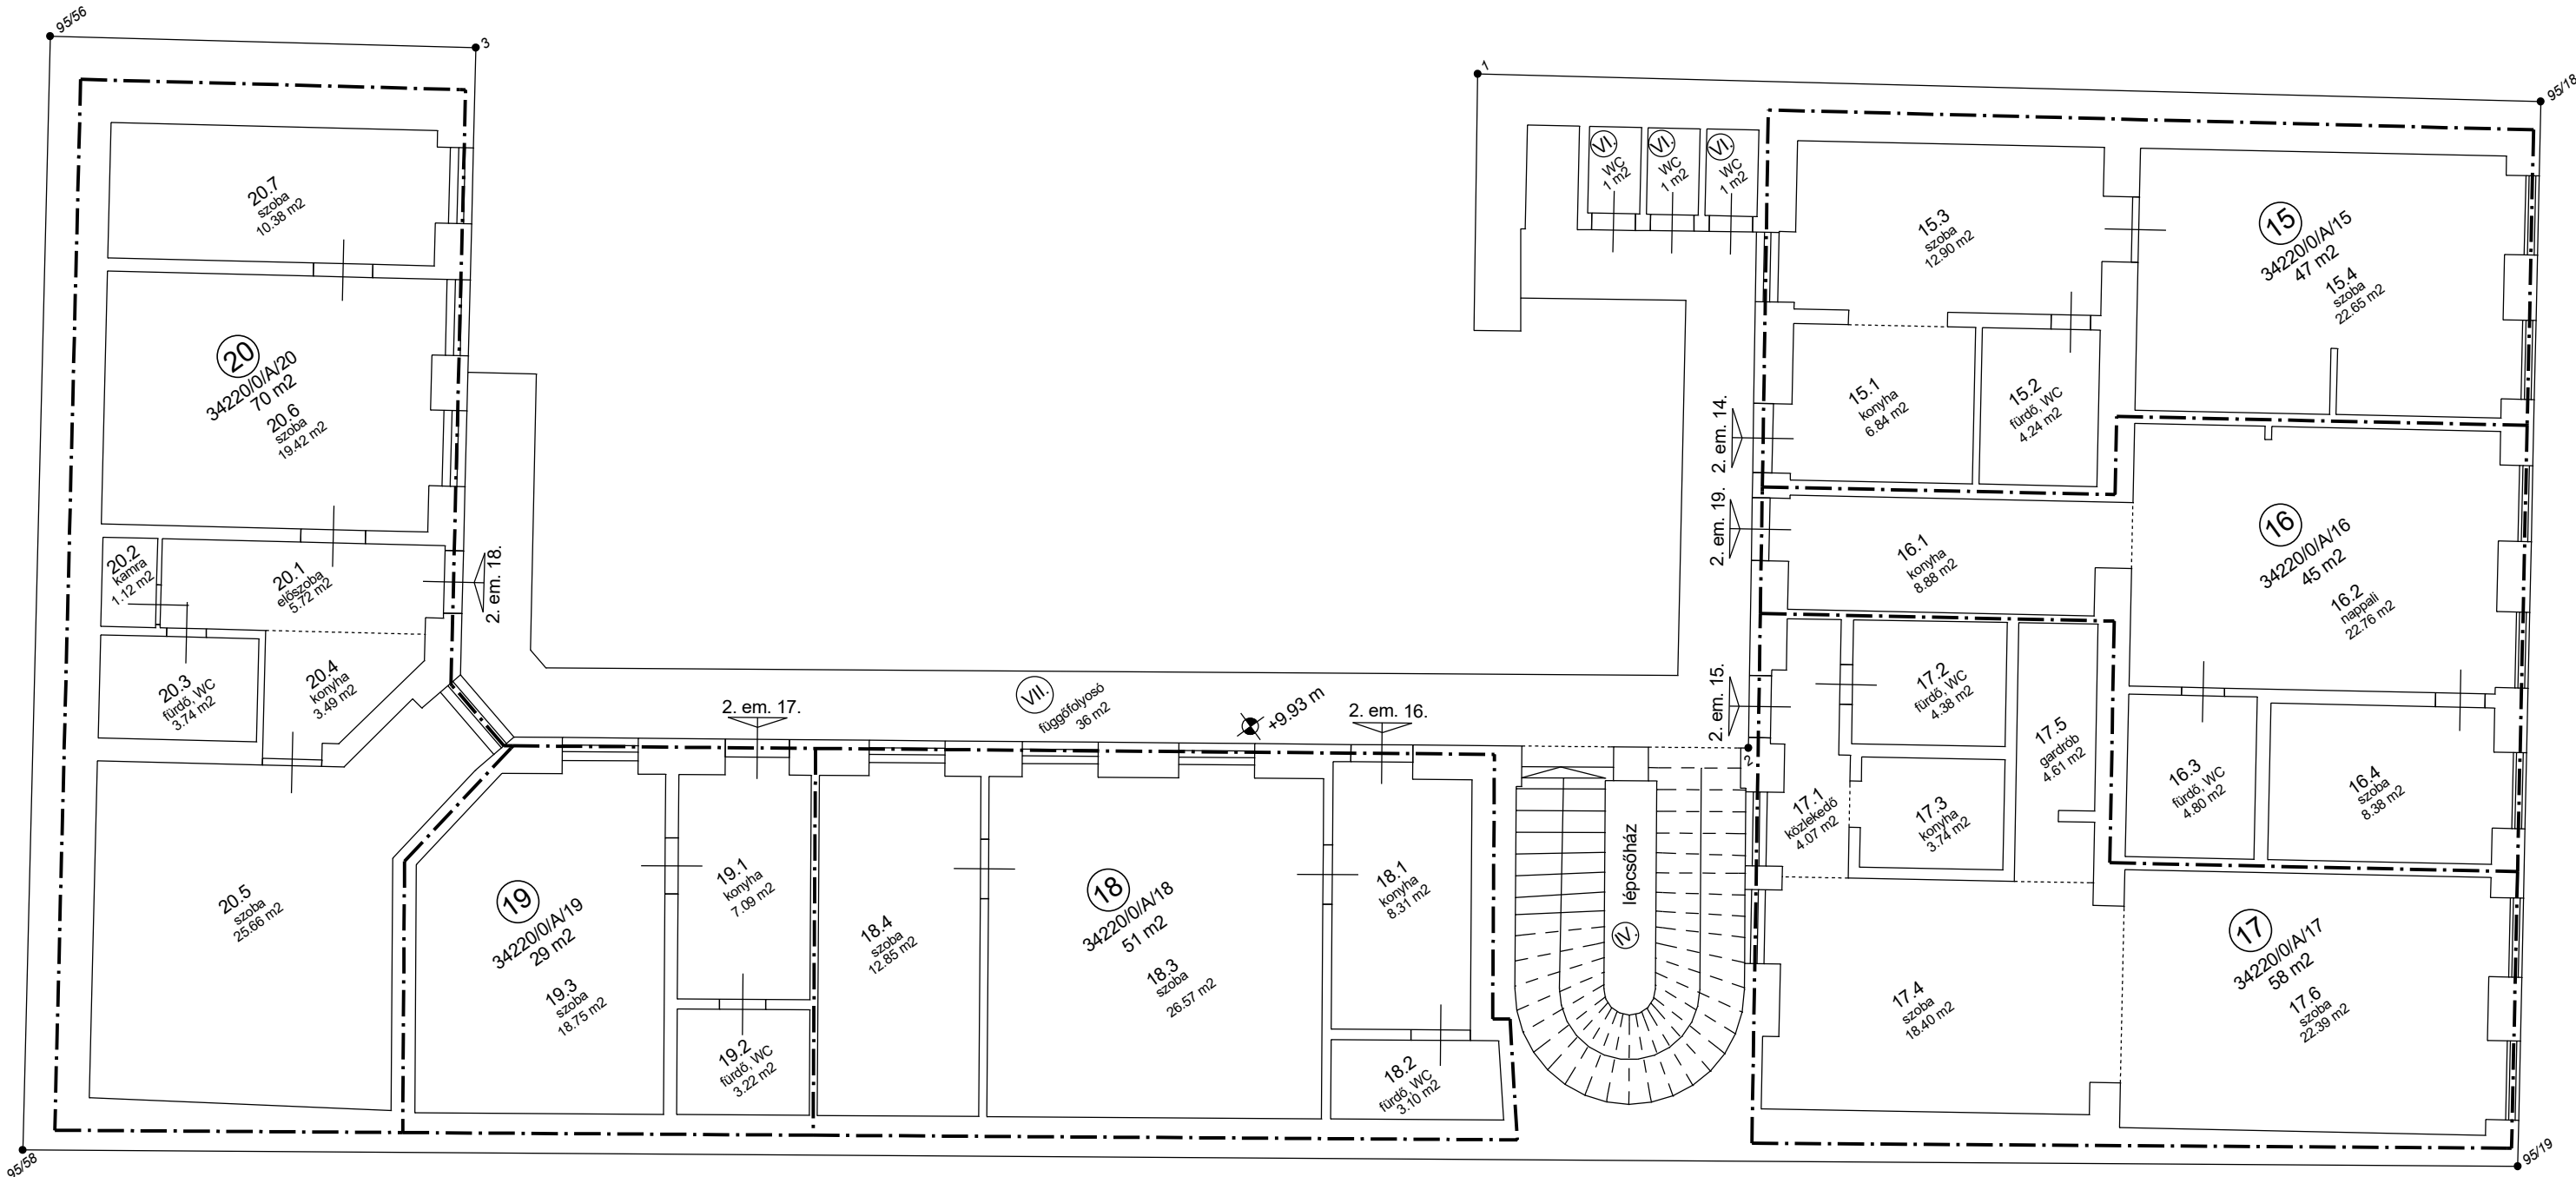 95/56
3
1
95/18
20.7
szoba
10.38 m2
20
34220/0/A/20
70 m2
20.6
szoba
19.42 m2
20.2
kamra
1.12 m2
20.1
előszoba
5.72 m2
2. em. 18.
20.3
fürdő, WC
3.74 m2
20.4
konyha
3.49 m2
20.5
szoba
25.66 m2
19
34220/0/A/19
29 m2
19.3
szoba
18.75 m2
2. em. 17.
19.1
konyha
7.09 m2
19.2
fürdő, WC
3.22 m2
18.4
szoba
12.85 m2
18
34220/0/A/18
51 m2
18.3
szoba
26.57 m2
VII.
függőfolyosó
36 m2
+9.93 m
2. em. 16.
18.1
konyha
8.31 m2
18.2
fürdő, WC
3.10 m2
lépcsőház
IV.
VI.
WC
1 m2
VI.
WC
1 m2
VI.
WC
1 m2
15.3
szoba
12.90 m2
15
34220/0/A/15
47 m2
15.4
szoba
22.65 m2
2. em. 14.
15.1
konyha
6.84 m2
15.2
fürdő, WC
4.24 m2
2. em. 19.
16.1
konyha
8.88 m2
16
34220/0/A/16
45 m2
16.2
nappali
22.76 m2
16.3
fürdő, WC
4.80 m2
16.4
szoba
8.38 m2
2. em. 15.
2
17.1
közlekedő
4.07 m2
17.2
fürdő, WC
4.38 m2
17.3
konyha
3.74 m2
17.5
gardrób
4.61 m2
17.4
szoba
18.40 m2
17
34220/0/A/17
58 m2
17.6
szoba
22.39 m2
95/58
95/19